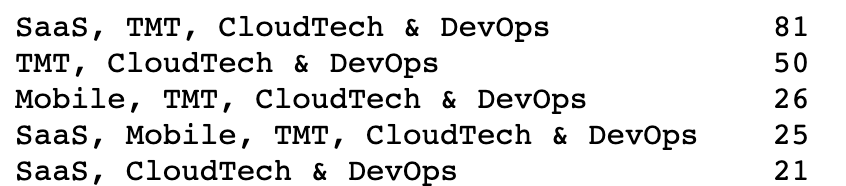 SaaS, TMT, CloudTech & DevOps 81
TMT, CloudTech & DevOps 50
Mobile, TMT, CloudTech & DevOps 26
SaaS, Mobile, TMT, CloudTech & DevOps 25
SaaS, CloudTech & DevOps 21